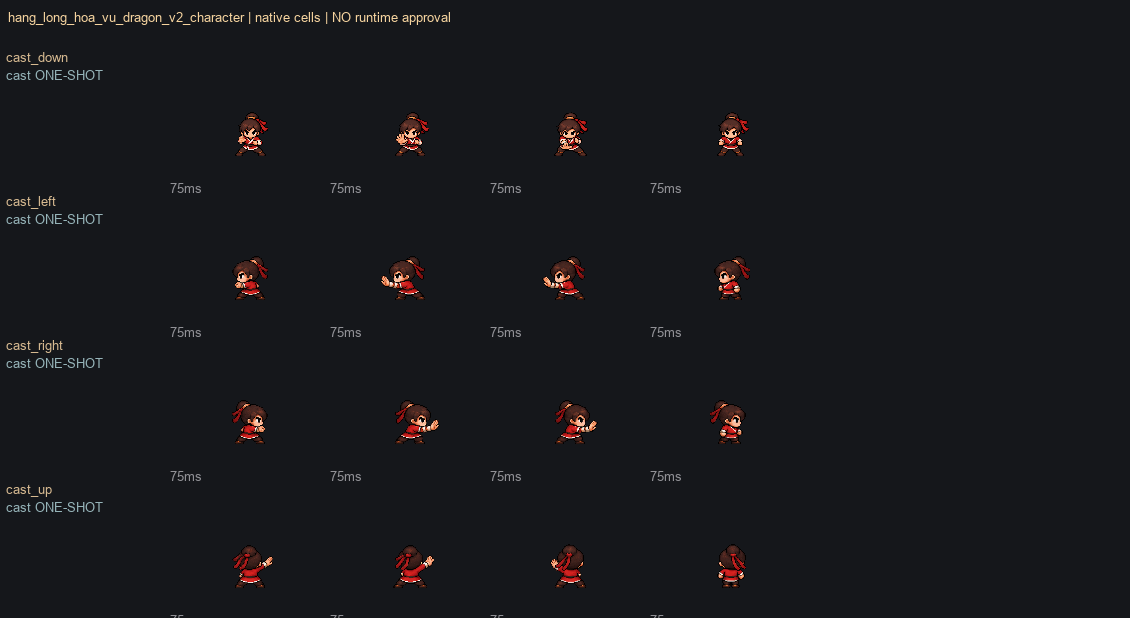 hang_long_hoa_vu_dragon_v2_character | native cells | NO runtime approval
cast_down
cast ONE-SHOT
75ms 75ms 75ms 75ms
cast_left
cast ONE-SHOT
75ms 75ms 75ms 75ms
cast_right
cast ONE-SHOT
75ms 75ms 75ms 75ms
cast_up
cast ONE-SHOT